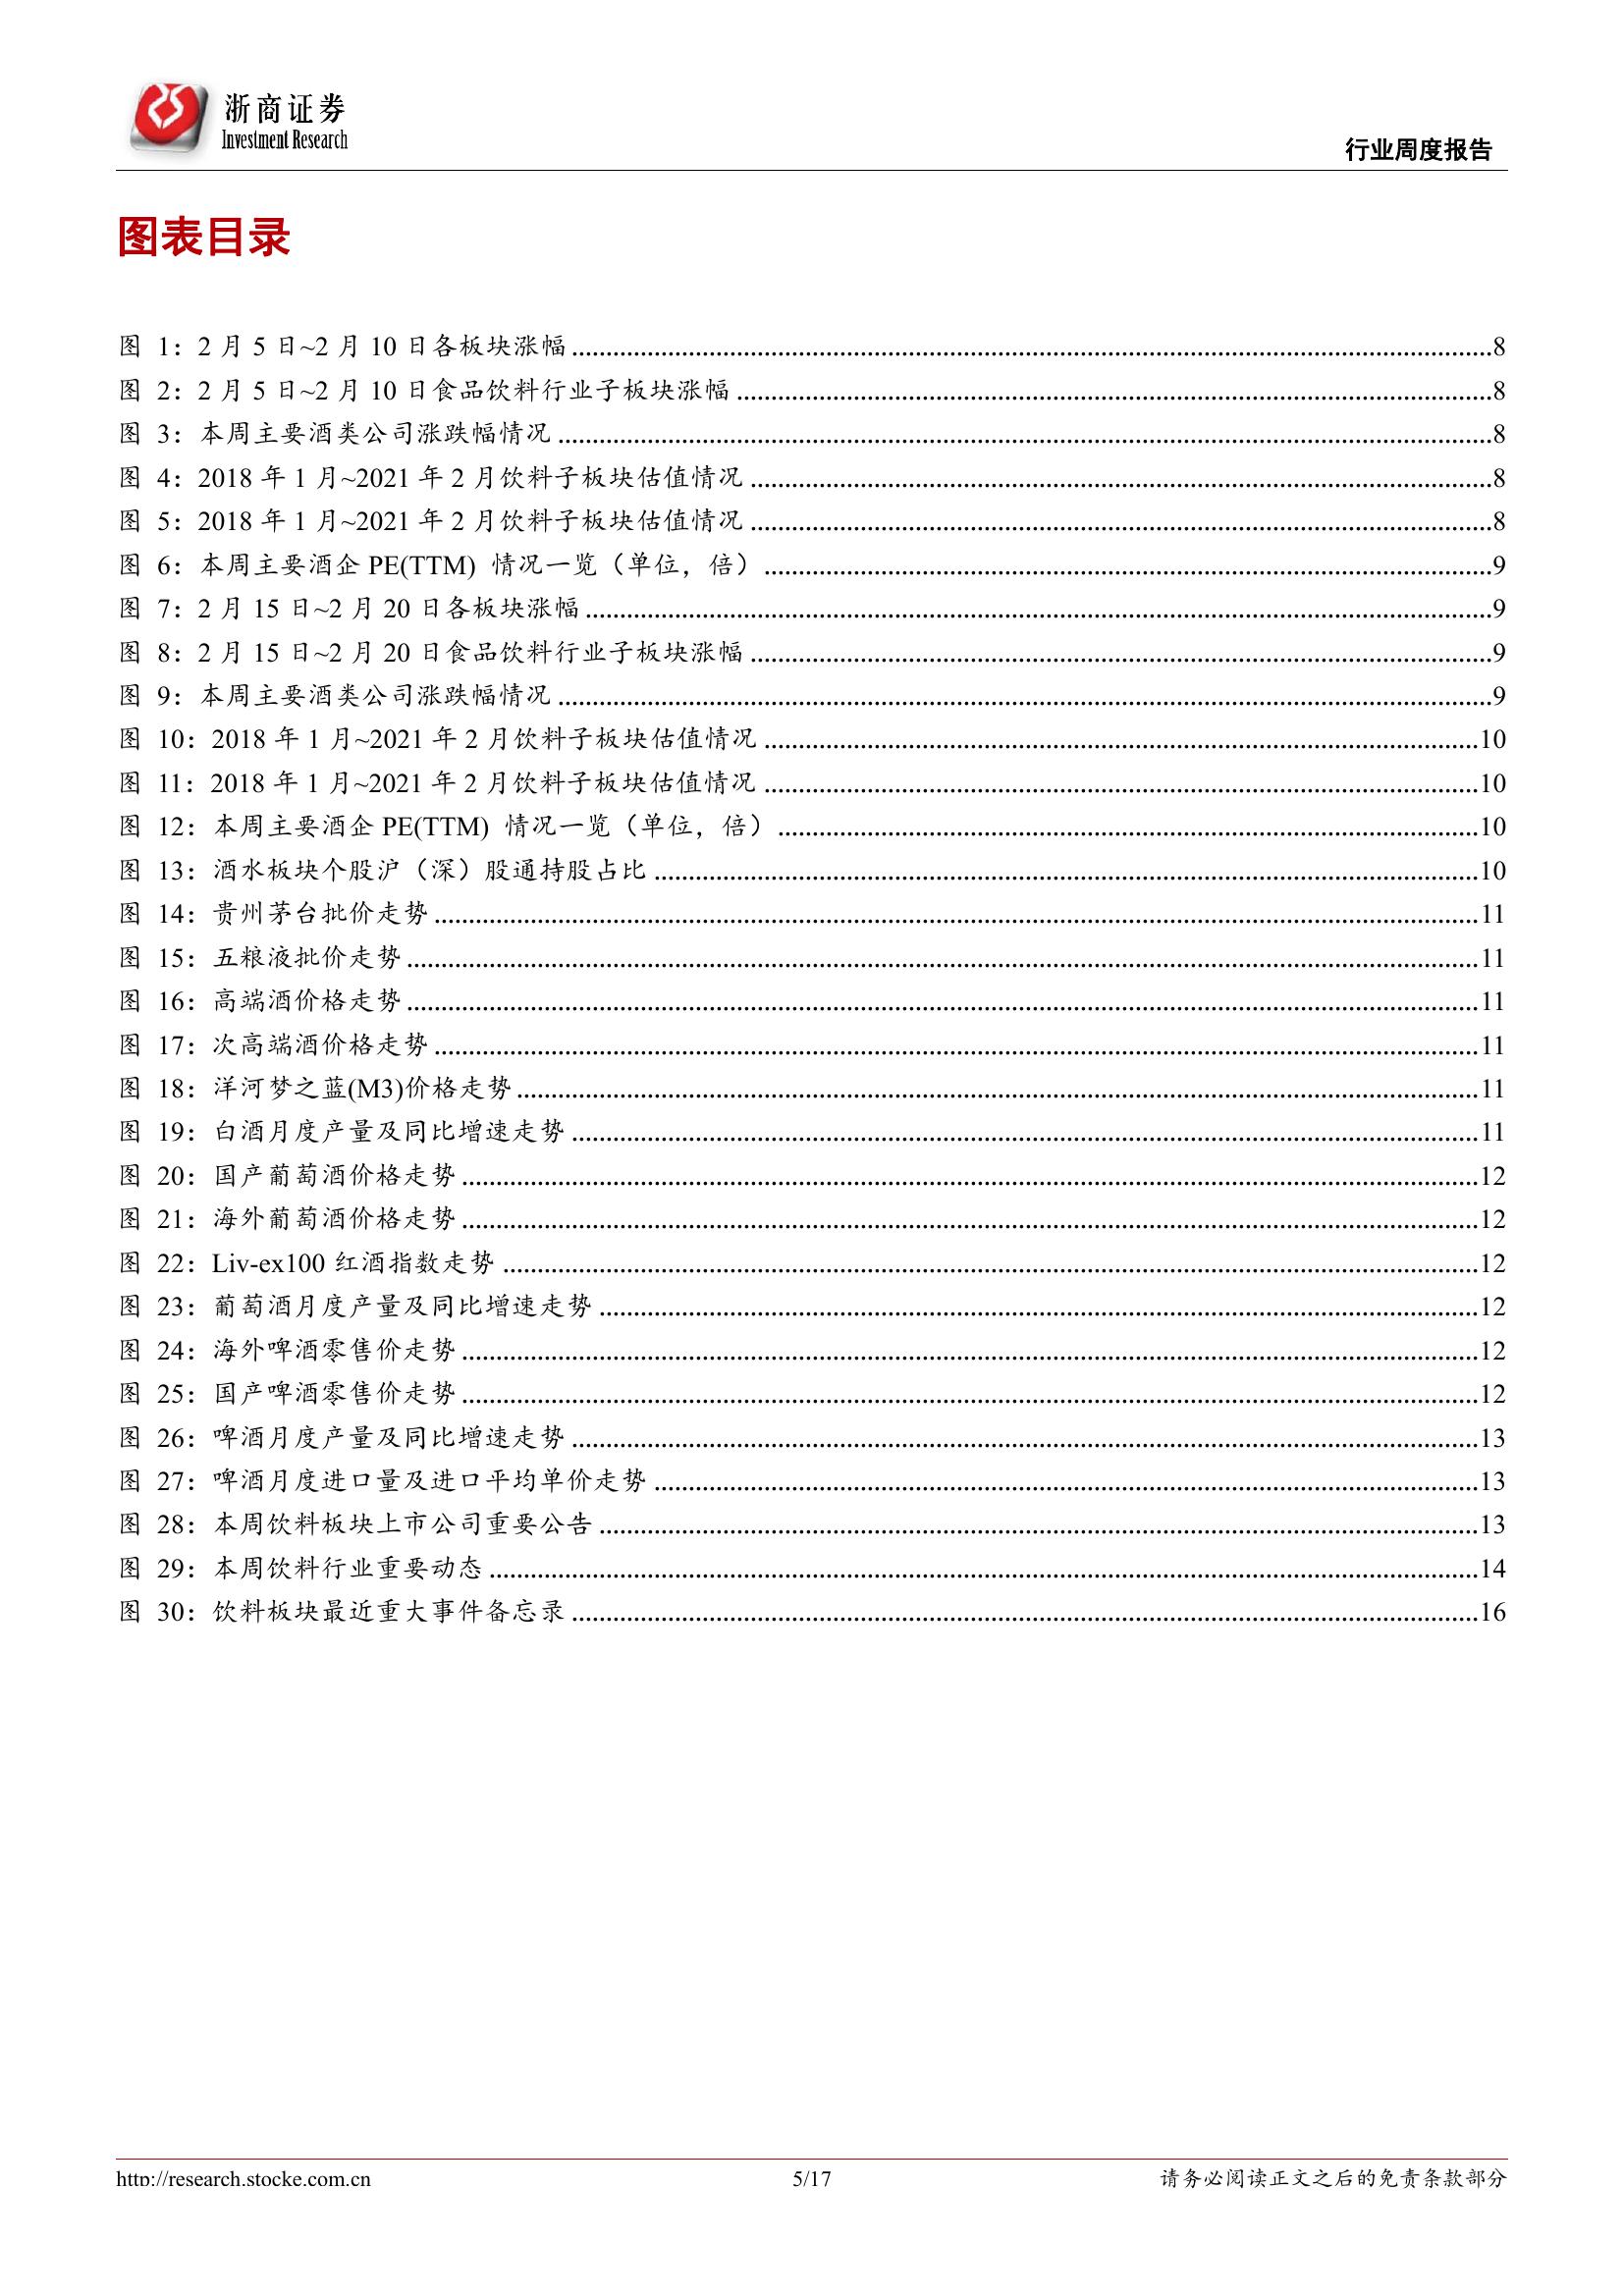 浙商证券
Investment Research
行业周度报告
图表目录
图 1：2 月 5 日~2 月 10 日各板块涨幅........8
图 2：2 月 5 日~2 月 10 日食品饮料行业子板块涨幅........8
图 3：本周主要酒类公司涨跌幅情况........8
图 4：2018 年 1 月~2021 年 2 月饮料子板块估值情况........8
图 5：2018 年 1 月~2021 年 2 月饮料子板块估值情况........8
图 6：本周主要酒企 PE(TTM) 情况一览（单位，倍）........9
图 7：2 月 15 日~2 月 20 日各板块涨幅........9
图 8：2 月 15 日~2 月 20 日食品饮料行业子板块涨幅........9
图 9：本周主要酒类公司涨跌幅情况........9
图 10：2018 年 1 月~2021 年 2 月饮料子板块估值情况........10
图 11：2018 年 1 月~2021 年 2 月饮料子板块估值情况........10
图 12：本周主要酒企 PE(TTM) 情况一览（单位，倍）........10
图 13：酒水板块个股沪（深）股通持股占比........10
图 14：贵州茅台批价走势........11
图 15：五粮液批价走势........11
图 16：高端酒价格走势........11
图 17：次高端酒价格走势........11
图 18：洋河梦之蓝(M3)价格走势........11
图 19：白酒月度产量及同比增速走势........11
图 20：国产葡萄酒价格走势........12
图 21：海外葡萄酒价格走势........12
图 22：Liv-ex100 红酒指数走势........12
图 23：葡萄酒月度产量及同比增速走势........12
图 24：海外啤酒零售价走势........12
图 25：国产啤酒零售价走势........12
图 26：啤酒月度产量及同比增速走势........13
图 27：啤酒月度进口量及进口平均单价走势........13
图 28：本周饮料板块上市公司重要公告........13
图 29：本周饮料行业重要动态........14
图 30：饮料板块最近重大事件备忘录........16
http://research.stocke.com.cn
5/17
请务必阅读正文之后的免责条款部分